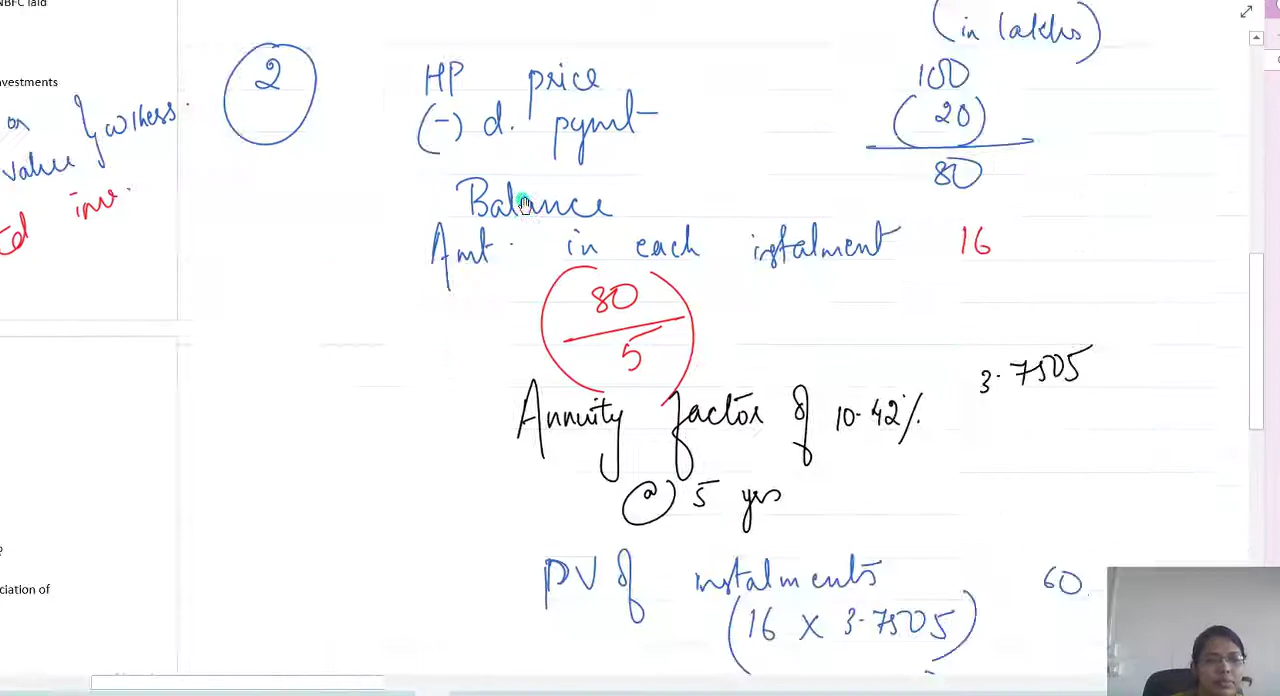 NBFC laid
nvestments
on
value
y/wthess.
ed inv.
?
ciation of
(in lakhs)
2
HP price 100
(-) d. pymt (20)
80
Balance
Amt. in each instalment 16
(80
5)
Annuity factor of 10.42% 3.7505
@ 5 yrs
PV of instalments 60.
(16 X 3.7505)